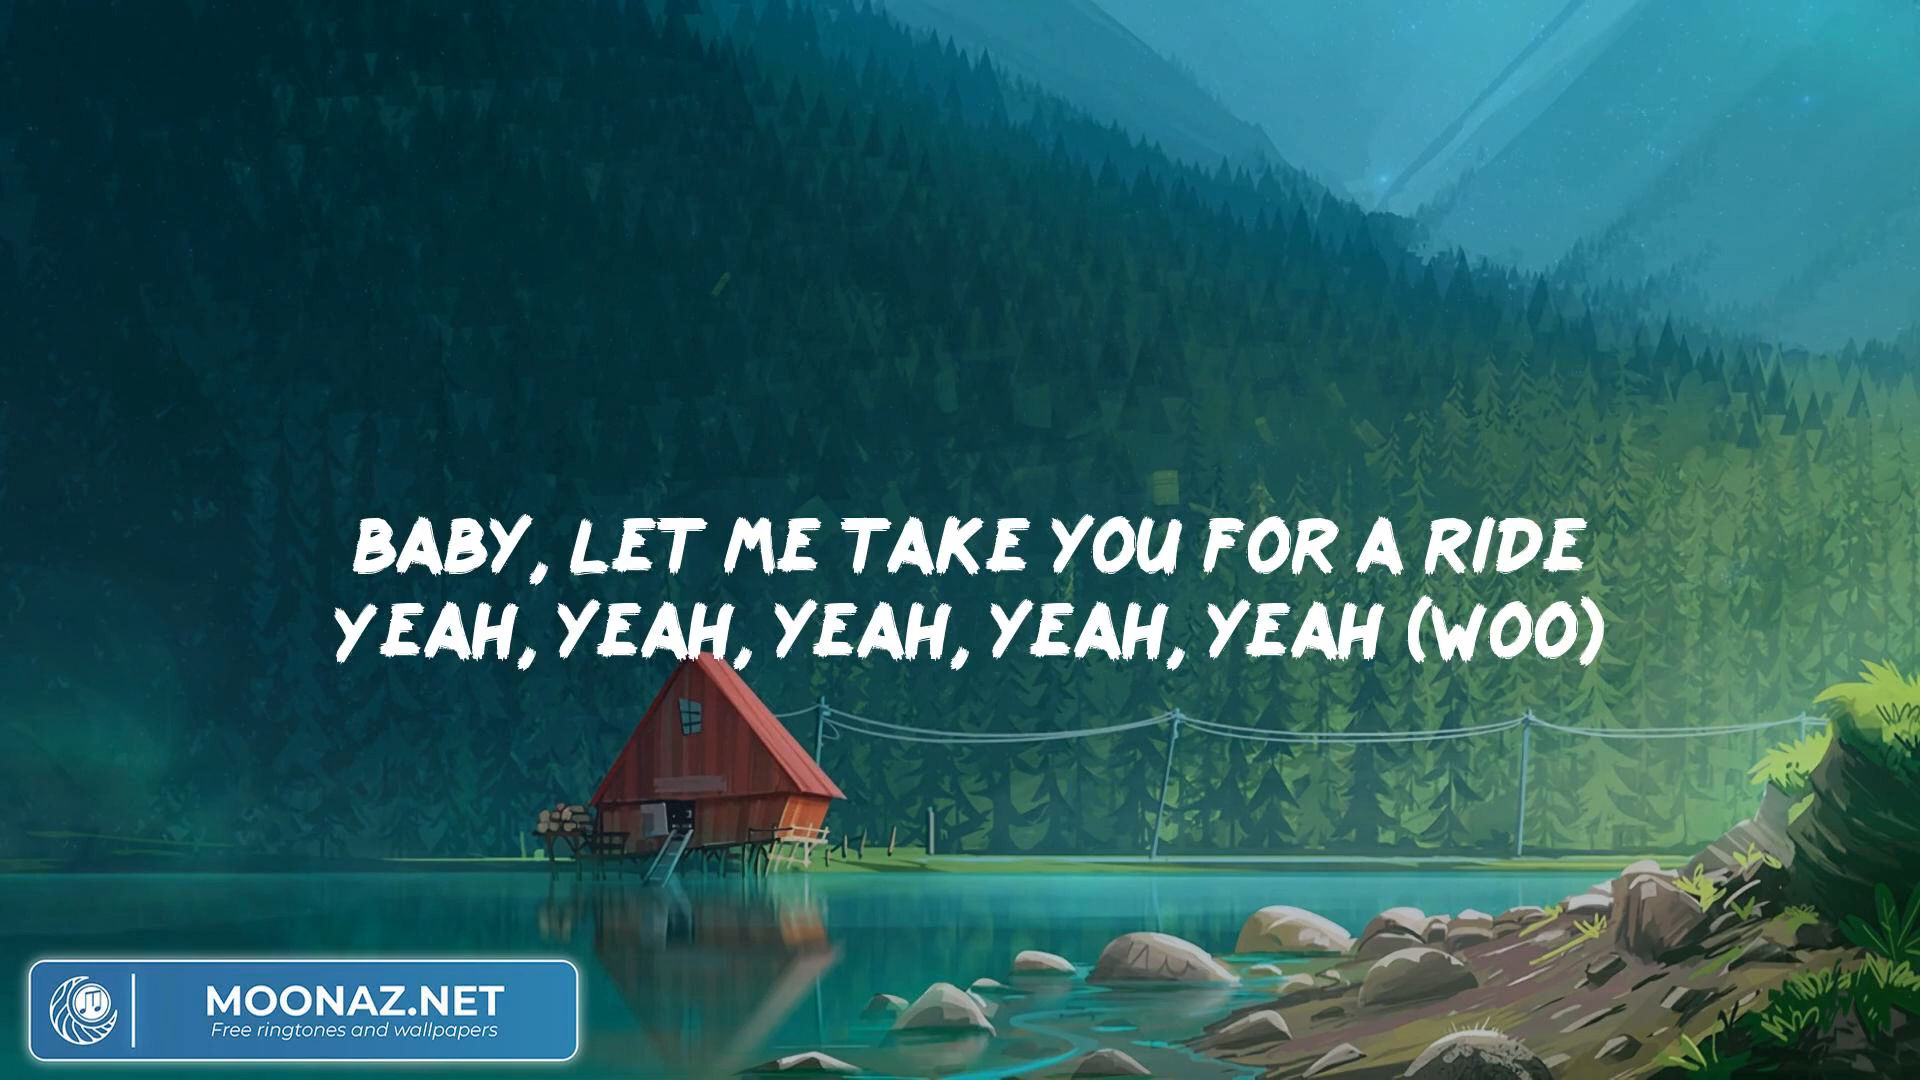 BABY, LET ME TAKE YOU FOR A RIDE
YEAH, YEAH, YEAH, YEAH, YEAH (WOO)
MOONAZ.NET
Free ringtones and wallpapers